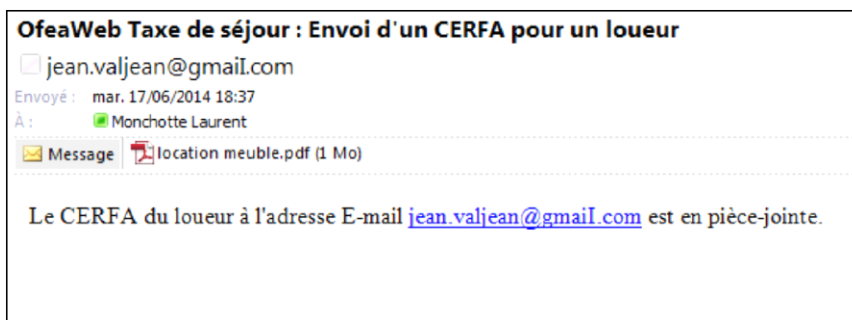 OfeaWeb Taxe de séjour : Envoi d'un CERFA pour un loueur
jean.valjean@gmaiI.com
Envoyé : mar. 17/06/2014 18:37
À : Monchotte Laurent
Message location meuble.pdf (1 Mo)
Le CERFA du loueur à l'adresse E-mail jean.valjean@gmaiI.com est en pièce-jointe.